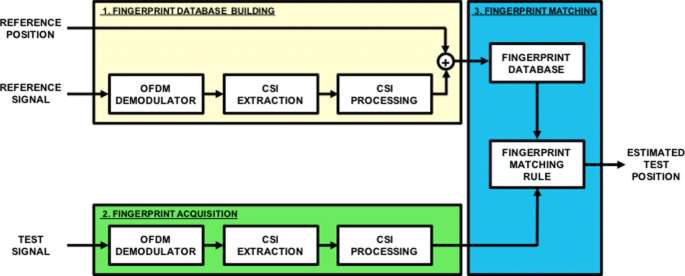 1. FINGERPRINT DATABASE BUILDING
REFERENCE
POSITION
REFERENCE
SIGNAL
OFDM
DEMODULATOR
CSI
EXTRACTION
CSI
PROCESSING
+
3. FINGERPRINT MATCHING
FINGERPRINT
DATABASE
FINGERPRINT
MATCHING
RULE
ESTIMATED
TEST
POSITION
2. FINGERPRINT ACQUISITION
TEST
SIGNAL
OFDM
DEMODULATOR
CSI
EXTRACTION
CSI
PROCESSING